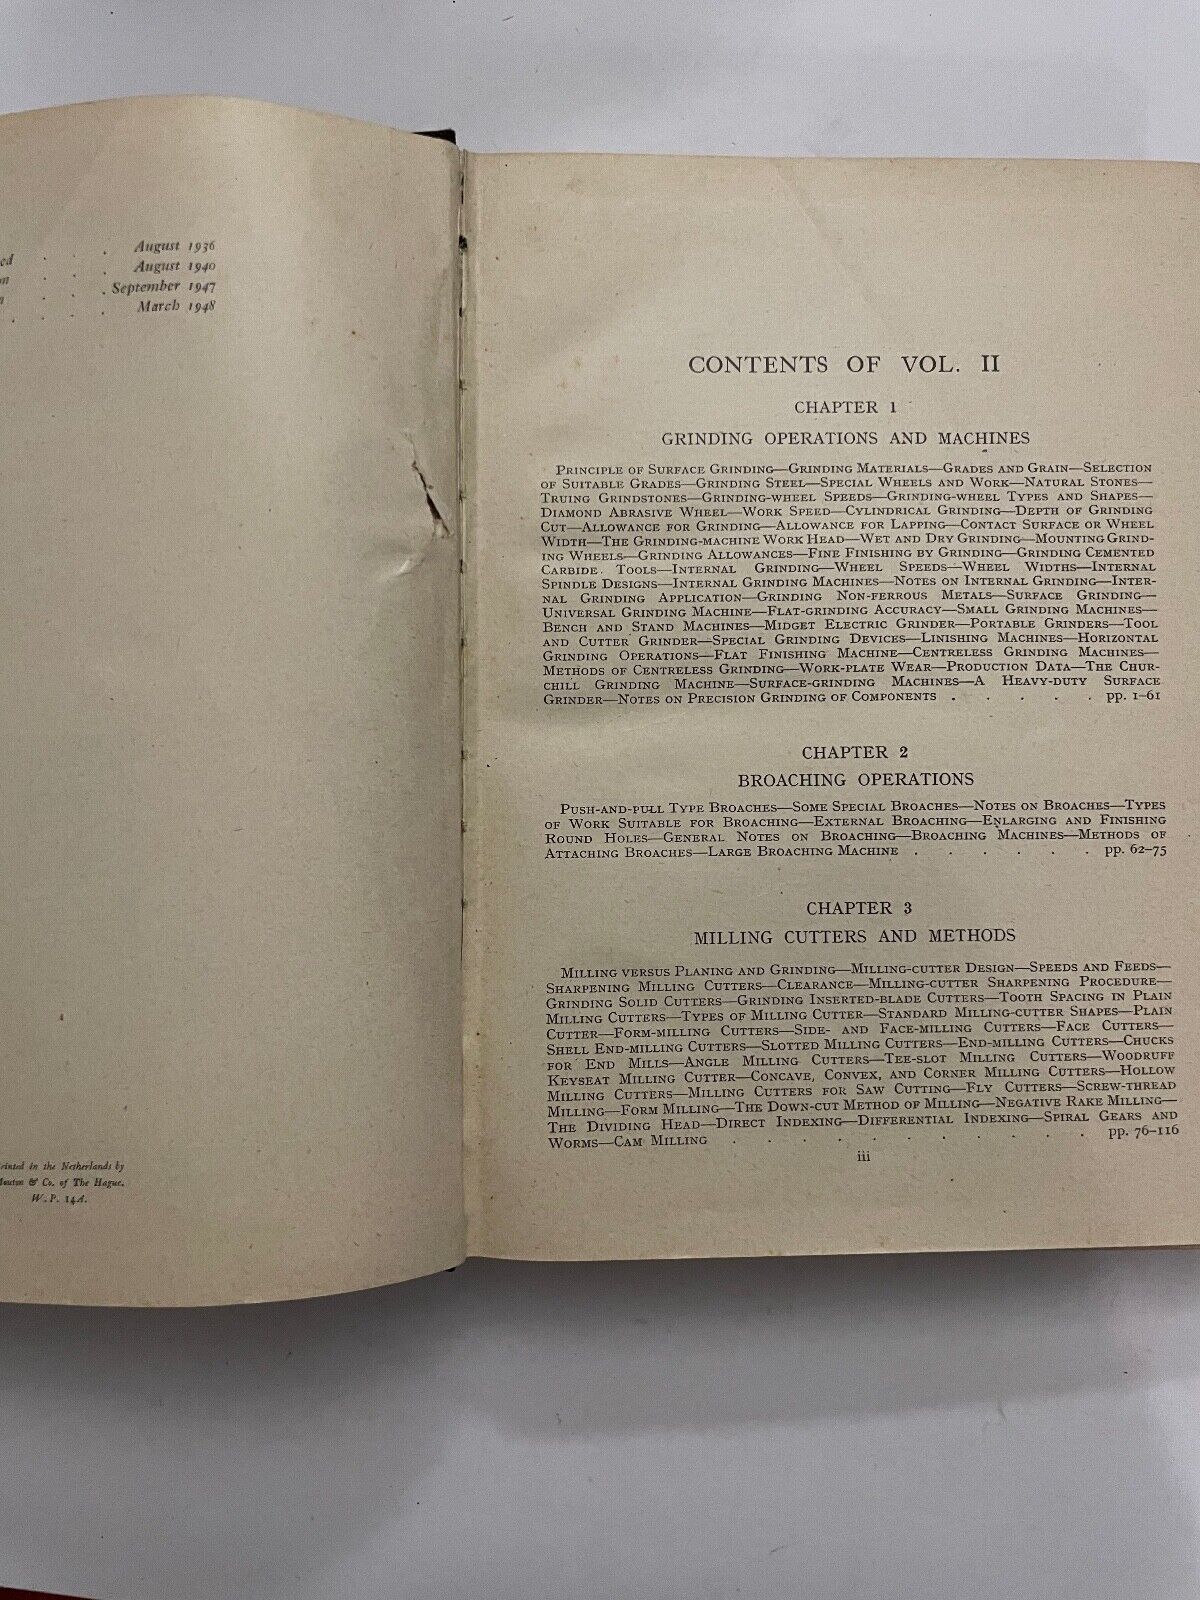 August 1936
ed . . August 1940
on . . . September 1947
n . . . March 1948
Printed in the Netherlands by
Mouton & Co. of The Hague.
W. P. 14A.
CONTENTS OF VOL. II
CHAPTER 1
GRINDING OPERATIONS AND MACHINES
PRINCIPLE OF SURFACE GRINDING—GRINDING MATERIALS—GRADES AND GRAIN—SELECTION
OF SUITABLE GRADES—GRINDING STEEL—SPECIAL WHEELS AND WORK—NATURAL STONES—
TRUING GRINDSTONES—GRINDING-WHEEL SPEEDS—GRINDING-WHEEL TYPES AND SHAPES—
DIAMOND ABRASIVE WHEEL—WORK SPEED—CYLINDRICAL GRINDING—DEPTH OF GRINDING
CUT—ALLOWANCE FOR GRINDING—ALLOWANCE FOR LAPPING—CONTACT SURFACE OR WHEEL
WIDTH—THE GRINDING-MACHINE WORK HEAD—WET AND DRY GRINDING—MOUNTING GRIND-
ING WHEELS—GRINDING ALLOWANCES—FINE FINISHING BY GRINDING—GRINDING CEMENTED
CARBIDE TOOLS—INTERNAL GRINDING—WHEEL SPEEDS—WHEEL WIDTHS—INTERNAL
SPINDLE DESIGNS—INTERNAL GRINDING MACHINES—NOTES ON INTERNAL GRINDING—INTER-
NAL GRINDING APPLICATION—GRINDING NON-FERROUS METALS—SURFACE GRINDING—
UNIVERSAL GRINDING MACHINE—FLAT-GRINDING ACCURACY—SMALL GRINDING MACHINES—
BENCH AND STAND MACHINES—MIDGET ELECTRIC GRINDER—PORTABLE GRINDERS—TOOL
AND CUTTER GRINDER—SPECIAL GRINDING DEVICES—LINISHING MACHINES—HORIZONTAL
GRINDING OPERATIONS—FLAT FINISHING MACHINE—CENTRELESS GRINDING MACHINES—
METHODS OF CENTRELESS GRINDING—WORK-PLATE WEAR—PRODUCTION DATA—THE CHUR-
CHILL GRINDING MACHINE—SURFACE-GRINDING MACHINES—A HEAVY-DUTY SURFACE
GRINDER—NOTES ON PRECISION GRINDING OF COMPONENTS . . . . . pp. 1–61
CHAPTER 2
BROACHING OPERATIONS
PUSH-AND-PULL TYPE BROACHES—SOME SPECIAL BROACHES—NOTES ON BROACHES—TYPES
OF WORK SUITABLE FOR BROACHING—EXTERNAL BROACHING—ENLARGING AND FINISHING
ROUND HOLES—GENERAL NOTES ON BROACHING—BROACHING MACHINES—METHODS OF
ATTACHING BROACHES—LARGE BROACHING MACHINE . . . . . . pp. 62–75
CHAPTER 3
MILLING CUTTERS AND METHODS
MILLING VERSUS PLANING AND GRINDING—MILLING-CUTTER DESIGN—SPEEDS AND FEEDS—
SHARPENING MILLING CUTTERS—CLEARANCE—MILLING-CUTTER SHARPENING PROCEDURE—
GRINDING SOLID CUTTERS—GRINDING INSERTED-BLADE CUTTERS—TOOTH SPACING IN PLAIN
MILLING CUTTERS—TYPES OF MILLING CUTTER—STANDARD MILLING-CUTTER SHAPES—PLAIN
CUTTER—FORM-MILLING CUTTERS—SIDE- AND FACE-MILLING CUTTERS—FACE CUTTERS—
SHELL END-MILLING CUTTERS—SLOTTED MILLING CUTTERS—END-MILLING CUTTERS—CHUCKS
FOR END MILLS—ANGLE MILLING CUTTERS—TEE-SLOT MILLING CUTTERS—WOODRUFF
KEYSEAT MILLING CUTTER—CONCAVE, CONVEX, AND CORNER MILLING CUTTERS—HOLLOW
MILLING CUTTERS—MILLING CUTTERS FOR SAW CUTTING—FLY CUTTERS—SCREW-THREAD
MILLING—FORM MILLING—THE DOWN-CUT METHOD OF MILLING—NEGATIVE RAKE MILLING—
THE DIVIDING HEAD—DIRECT INDEXING—DIFFERENTIAL INDEXING—SPIRAL GEARS AND
WORMS—CAM MILLING . . . . . . . . . . . pp. 76–116
iii